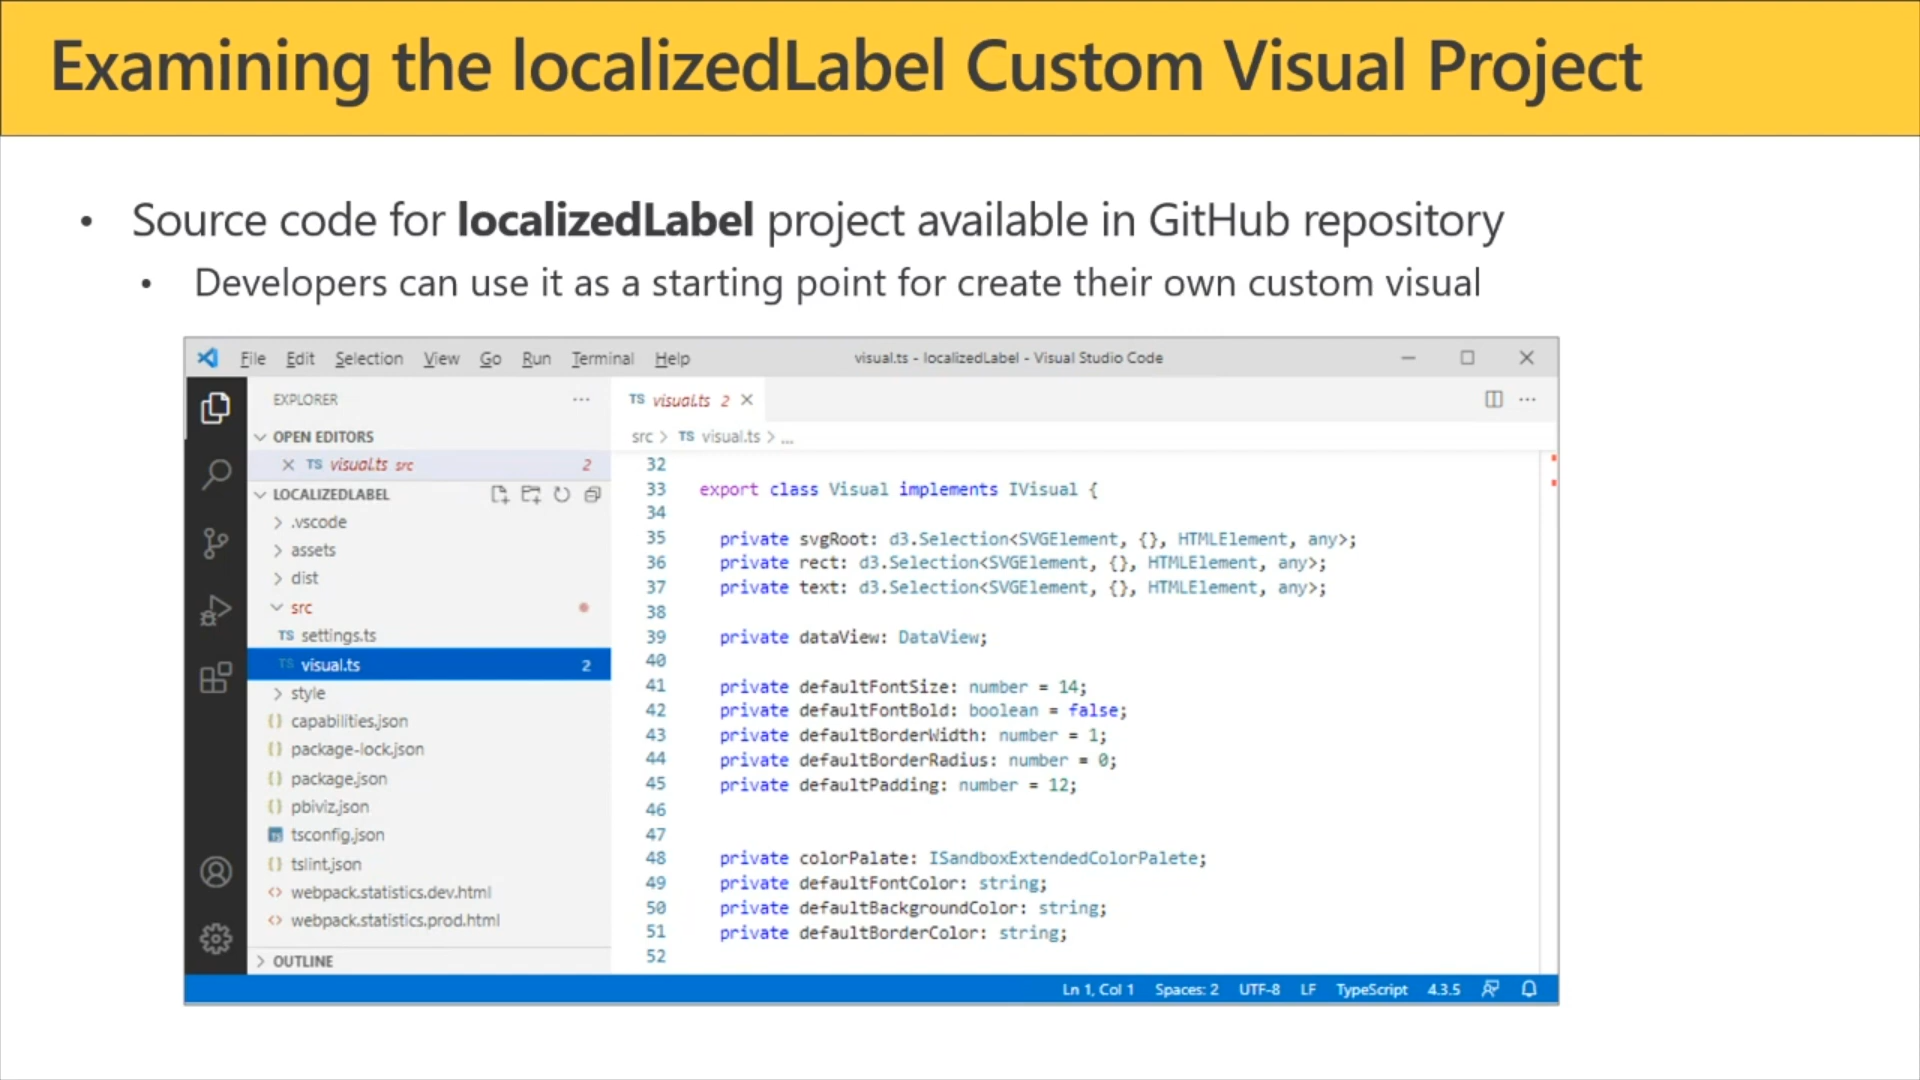 Examining the localizedLabel Custom Visual Project
• Source code for localizedLabel project available in GitHub repository
• Developers can use it as a starting point for create their own custom visual
File Edit Selection View Go Run Terminal Help
visual.ts - localizedLabel - Visual Studio Code
EXPLORER
OPEN EDITORS
TS visual.ts src 2
LOCALIZEDLABEL
.vscode
assets
dist
src
TS settings.ts
TS visual.ts 2
style
{} capabilities.json
{} package-lock.json
{} package.json
{} pbiviz.json
tsconfig.json
{} tslint.json
<> webpack.statistics.dev.html
<> webpack.statistics.prod.html
OUTLINE
TS visual.ts 2
src > TS visual.ts > ...
32
33 export class Visual implements IVisual {
34
35 private svgRoot: d3.Selection<SVGElement, {}, HTMLElement, any>;
36 private rect: d3.Selection<SVGElement, {}, HTMLElement, any>;
37 private text: d3.Selection<SVGElement, {}, HTMLElement, any>;
38
39 private dataView: DataView;
40
41 private defaultFontSize: number = 14;
42 private defaultFontBold: boolean = false;
43 private defaultBorderWidth: number = 1;
44 private defaultBorderRadius: number = 0;
45 private defaultPadding: number = 12;
46
47
48 private colorPalate: ISandboxExtendedColorPalete;
49 private defaultFontColor: string;
50 private defaultBackgroundColor: string;
51 private defaultBorderColor: string;
52
Ln 1, Col 1 Spaces: 2 UTF-8 LF TypeScript 4.3.5